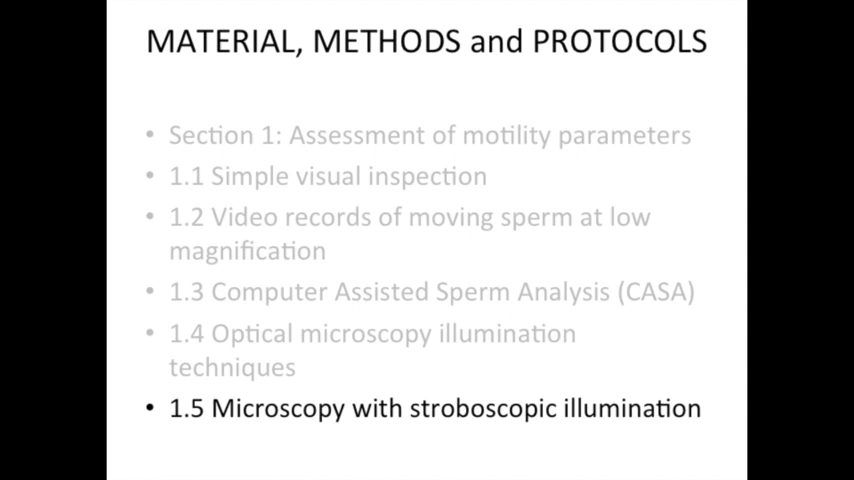 MATERIAL, METHODS and PROTOCOLS
• Section 1: Assessment of motility parameters
• 1.1 Simple visual inspection
• 1.2 Video records of moving sperm at low
magnification
• 1.3 Computer Assisted Sperm Analysis (CASA)
• 1.4 Optical microscopy illumination
techniques
• 1.5 Microscopy with stroboscopic illumination